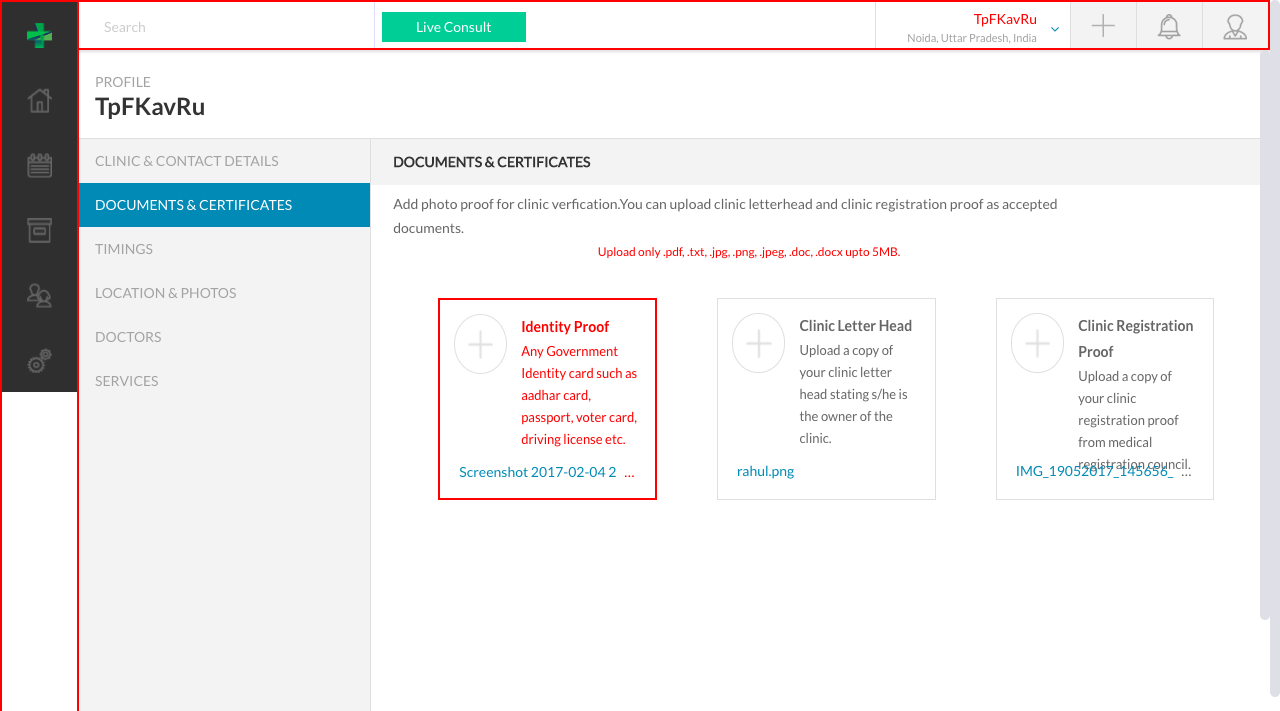 Search
Live Consult
TpFKavRu
Noida, Uttar Pradesh, India
PROFILE
TpFKavRu
CLINIC & CONTACT DETAILS
DOCUMENTS & CERTIFICATES
TIMINGS
LOCATION & PHOTOS
DOCTORS
SERVICES
DOCUMENTS & CERTIFICATES
Add photo proof for clinic verfication.You can upload clinic letterhead and clinic registration proof as accepted
documents.
Upload only .pdf, .txt, .jpg, .png, .jpeg, .doc, .docx upto 5MB.
Identity Proof
Any Government
Identity card such as
aadhar card,
passport, voter card,
driving license etc.
Screenshot 2017-02-04 2 ...
Clinic Letter Head
Upload a copy of
your clinic letter
head stating s/he is
the owner of the
clinic.
rahul.png
Clinic Registration
Proof
Upload a copy of
your clinic
registration proof
from medical
registration council.
IMG_19052017_145656_ ...